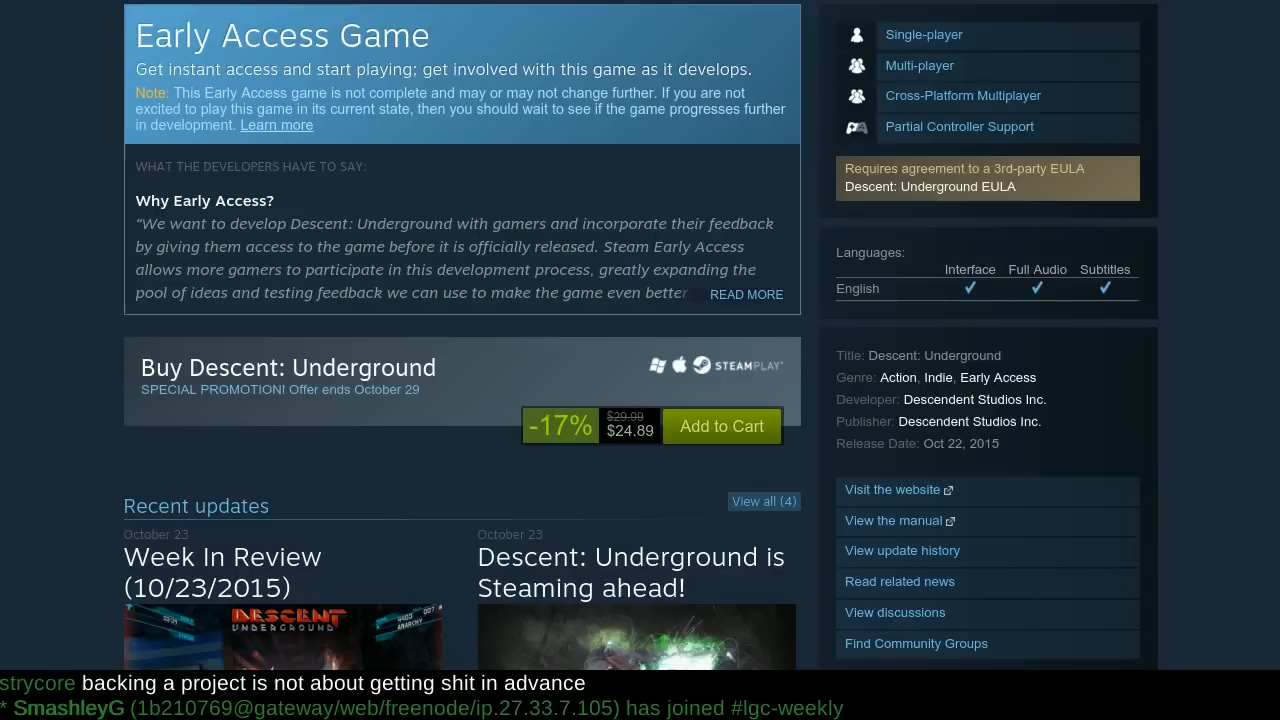 Early Access Game
Get instant access and start playing; get involved with this game as it develops.
Note: This Early Access game is not complete and may or may not change further. If you are not
excited to play this game in its current state, then you should wait to see if the game progresses further
in development. Learn more
WHAT THE DEVELOPERS HAVE TO SAY:
Why Early Access?
“We want to develop Descent: Underground with gamers and incorporate their feedback
by giving them access to the game before it is officially released. Steam Early Access
allows more gamers to participate in this development process, greatly expanding the
pool of ideas and testing feedback we can use to make the game even better
READ MORE
Buy Descent: Underground
SPECIAL PROMOTION! Offer ends October 29
STEAMPLAY
-17%
$29.99
$24.89
Add to Cart
Recent updates
View all (4)
October 23
Week In Review
(10/23/2015)
DESCENT
UNDERGROUND
ANARCHY
October 23
Descent: Underground is
Steaming ahead!
Single-player
Multi-player
Cross-Platform Multiplayer
Partial Controller Support
Requires agreement to a 3rd-party EULA
Descent: Underground EULA
Languages:
Interface Full Audio Subtitles
English
Title: Descent: Underground
Genre: Action, Indie, Early Access
Developer: Descendent Studios Inc.
Publisher: Descendent Studios Inc.
Release Date: Oct 22, 2015
Visit the website
View the manual
View update history
Read related news
View discussions
Find Community Groups
strycore backing a project is not about getting shit in advance
* SmashleyG (1b210769@gateway/web/freenode/ip.27.33.7.105) has joined #lgc-weekly